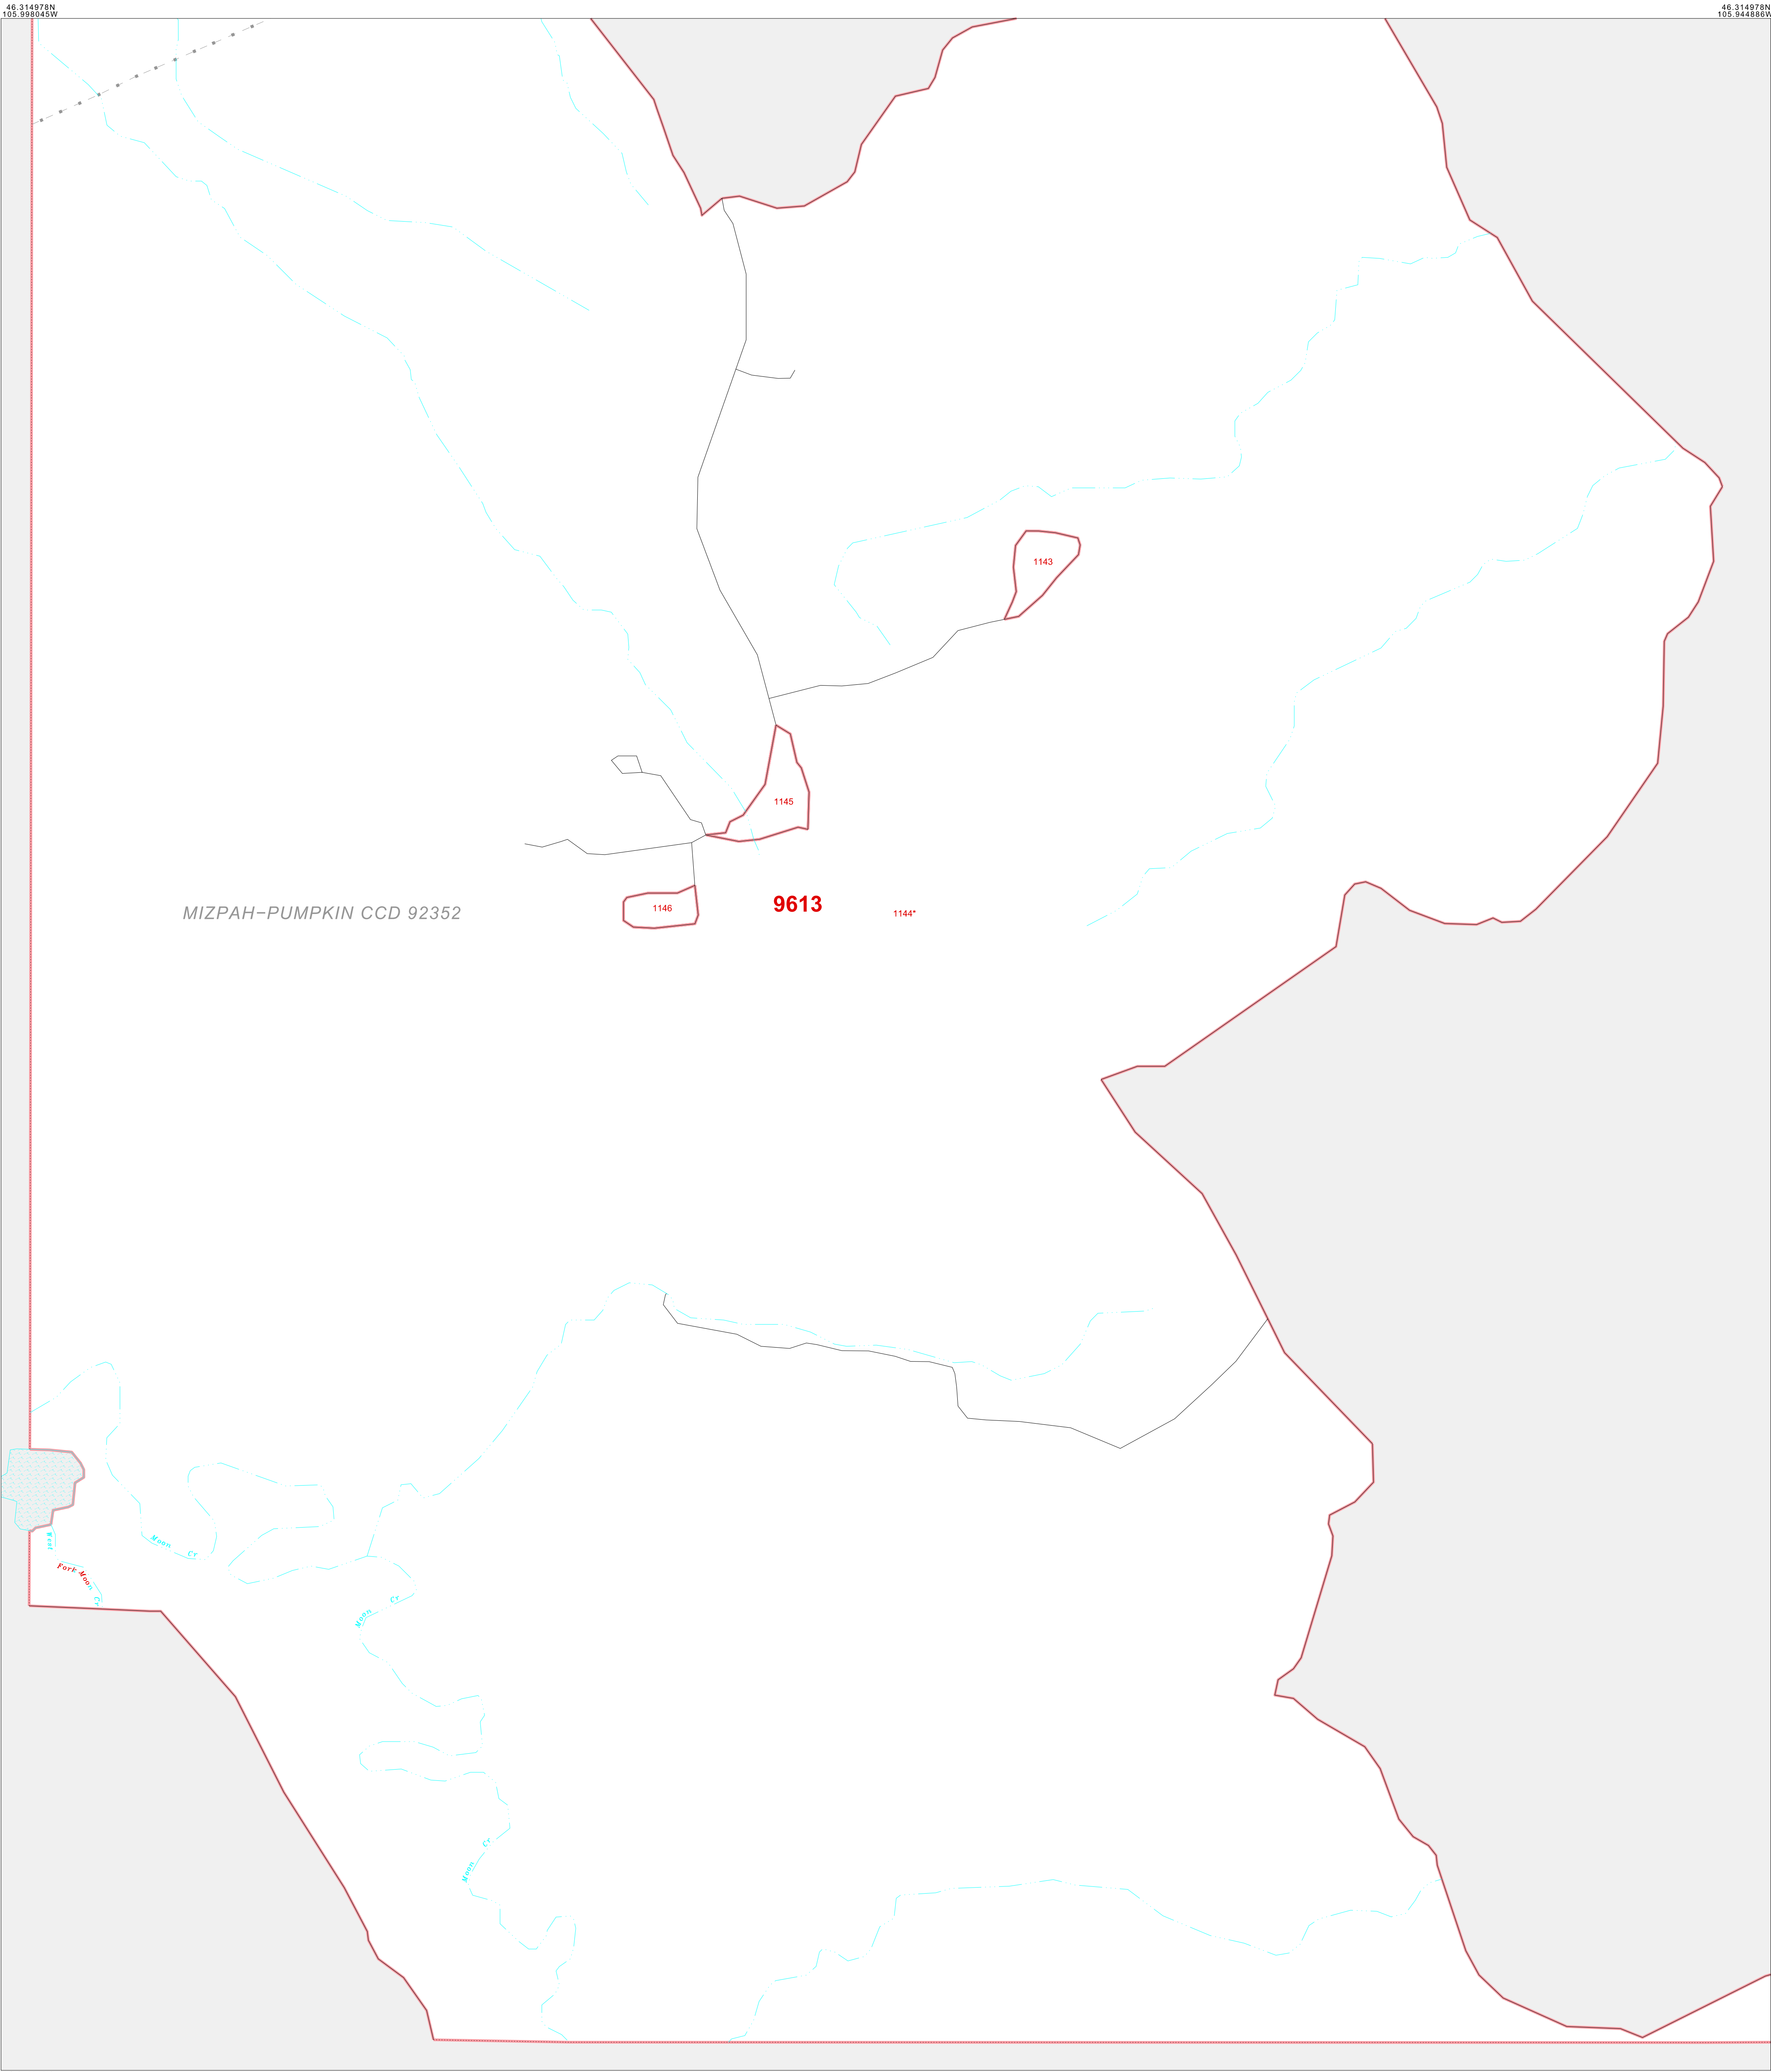 46.314978N
105.998045W
46.314978N
105.944886W
1143
1145
1146
9613
1144*
MIZPAH-PUMPKIN CCD 92352
West
Fork Moon
Cr
Moon Cr
Moon Cr
Moon Cr